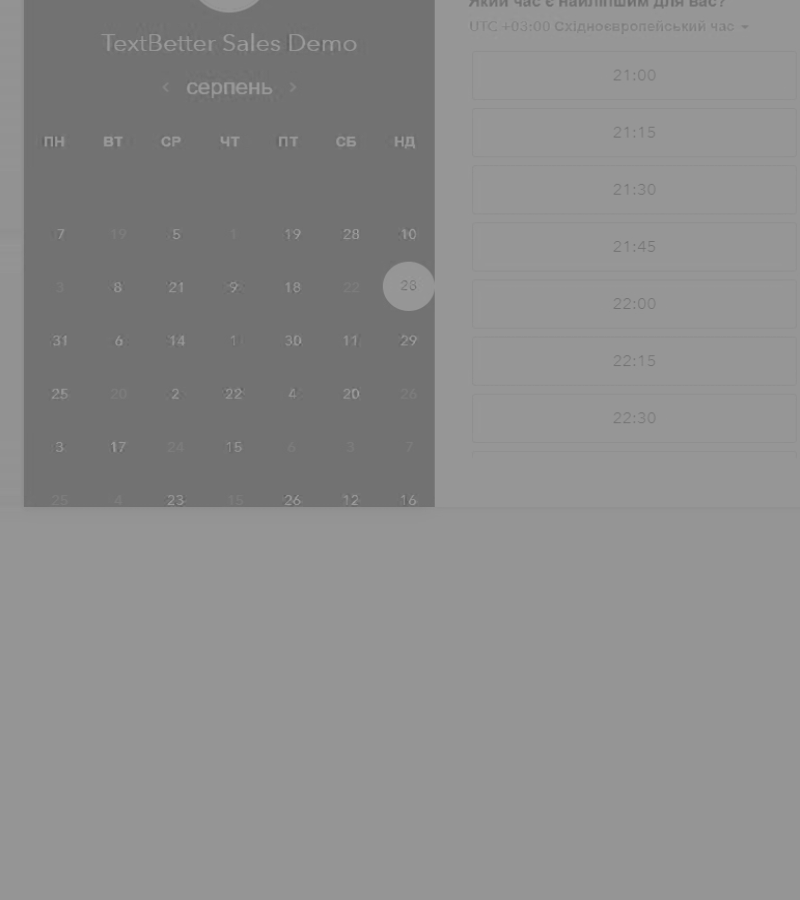 Який час є найліпшим для вас?
UTC +03:00 Східноєвропейський час
TextBetter Sales Demo
‹ серпень ›
ПН ВТ СР ЧТ ПТ СБ НД
7 19 5 1 19 28 10
3 8 21 9 18 22 28
31 6 14 1 30 11 29
25 20 2 22 4 20 26
3 17 24 15 6 3 7
25 4 23 15 26 12 16
21:00
21:15
21:30
21:45
22:00
22:15
22:30